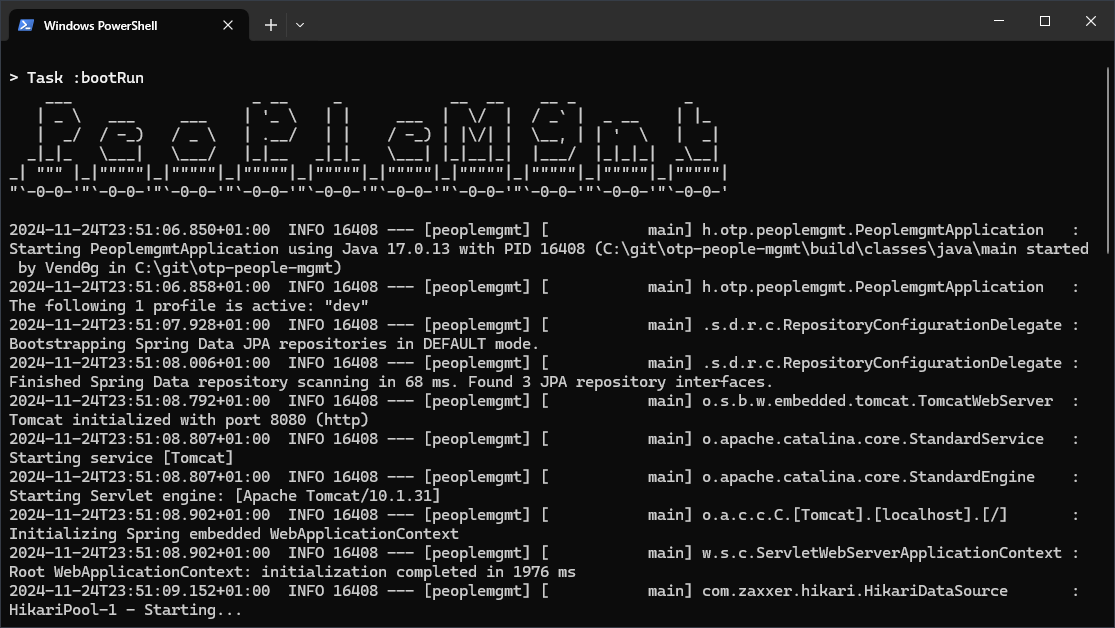 Windows PowerShell
> Task :bootRun
PeopleMgmt
2024-11-24T23:51:06.850+01:00  INFO 16408 --- [peoplemgmt] [           main] h.otp.peoplemgmt.PeoplemgmtApplication   :
Starting PeoplemgmtApplication using Java 17.0.13 with PID 16408 (C:\git\otp-people-mgmt\build\classes\java\main started
 by VendΘg in C:\git\otp-people-mgmt)
2024-11-24T23:51:06.858+01:00  INFO 16408 --- [peoplemgmt] [           main] h.otp.peoplemgmt.PeoplemgmtApplication   :
The following 1 profile is active: "dev"
2024-11-24T23:51:07.928+01:00  INFO 16408 --- [peoplemgmt] [           main] .s.d.r.c.RepositoryConfigurationDelegate :
Bootstrapping Spring Data JPA repositories in DEFAULT mode.
2024-11-24T23:51:08.006+01:00  INFO 16408 --- [peoplemgmt] [           main] .s.d.r.c.RepositoryConfigurationDelegate :
Finished Spring Data repository scanning in 68 ms. Found 3 JPA repository interfaces.
2024-11-24T23:51:08.792+01:00  INFO 16408 --- [peoplemgmt] [           main] o.s.b.w.embedded.tomcat.TomcatWebServer  :
Tomcat initialized with port 8080 (http)
2024-11-24T23:51:08.807+01:00  INFO 16408 --- [peoplemgmt] [           main] o.apache.catalina.core.StandardService   :
Starting service [Tomcat]
2024-11-24T23:51:08.807+01:00  INFO 16408 --- [peoplemgmt] [           main] o.apache.catalina.core.StandardEngine    :
Starting Servlet engine: [Apache Tomcat/10.1.31]
2024-11-24T23:51:08.902+01:00  INFO 16408 --- [peoplemgmt] [           main] o.a.c.c.C.[Tomcat].[localhost].[/]       :
Initializing Spring embedded WebApplicationContext
2024-11-24T23:51:08.902+01:00  INFO 16408 --- [peoplemgmt] [           main] w.s.c.ServletWebServerApplicationContext :
Root WebApplicationContext: initialization completed in 1976 ms
2024-11-24T23:51:09.152+01:00  INFO 16408 --- [peoplemgmt] [           main] com.zaxxer.hikari.HikariDataSource       :
HikariPool-1 - Starting...